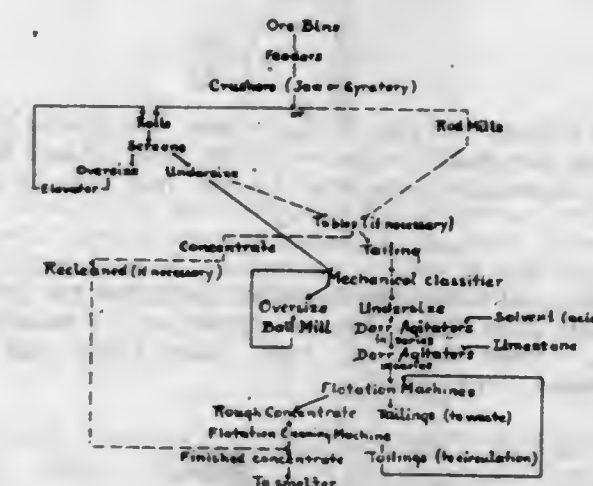 Ore Bins
Feeders
Crushers (Jaw or Gyratory)
or
Rolls
Rod Mills
Screens
Oversize
Undersize
Elevator
Tables (if necessary)
Concentrate
Tailing
Recleaned (if necessary)
Mechanical classifier
Oversize
Undersize
Ball Mill
Dorr Agitators
Solvent (acid
in series
Limestone
Dorr Agitators
in series
Flotation Machines
Rough Concentrate
Tailings (to waste)
Flotation Cleaning Machine
Finished concentrate
Tailings (to circulation)
To smelter